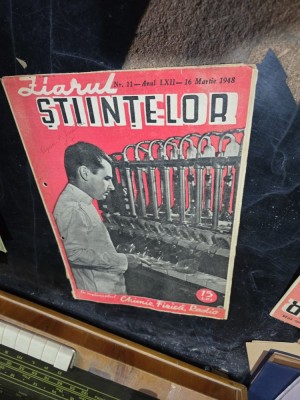 Ziarul
Nr. 11 — Anul LXII — 16 Martie 1948
ȘTIINȚELOR
Chimie, Fizică, Radio
15